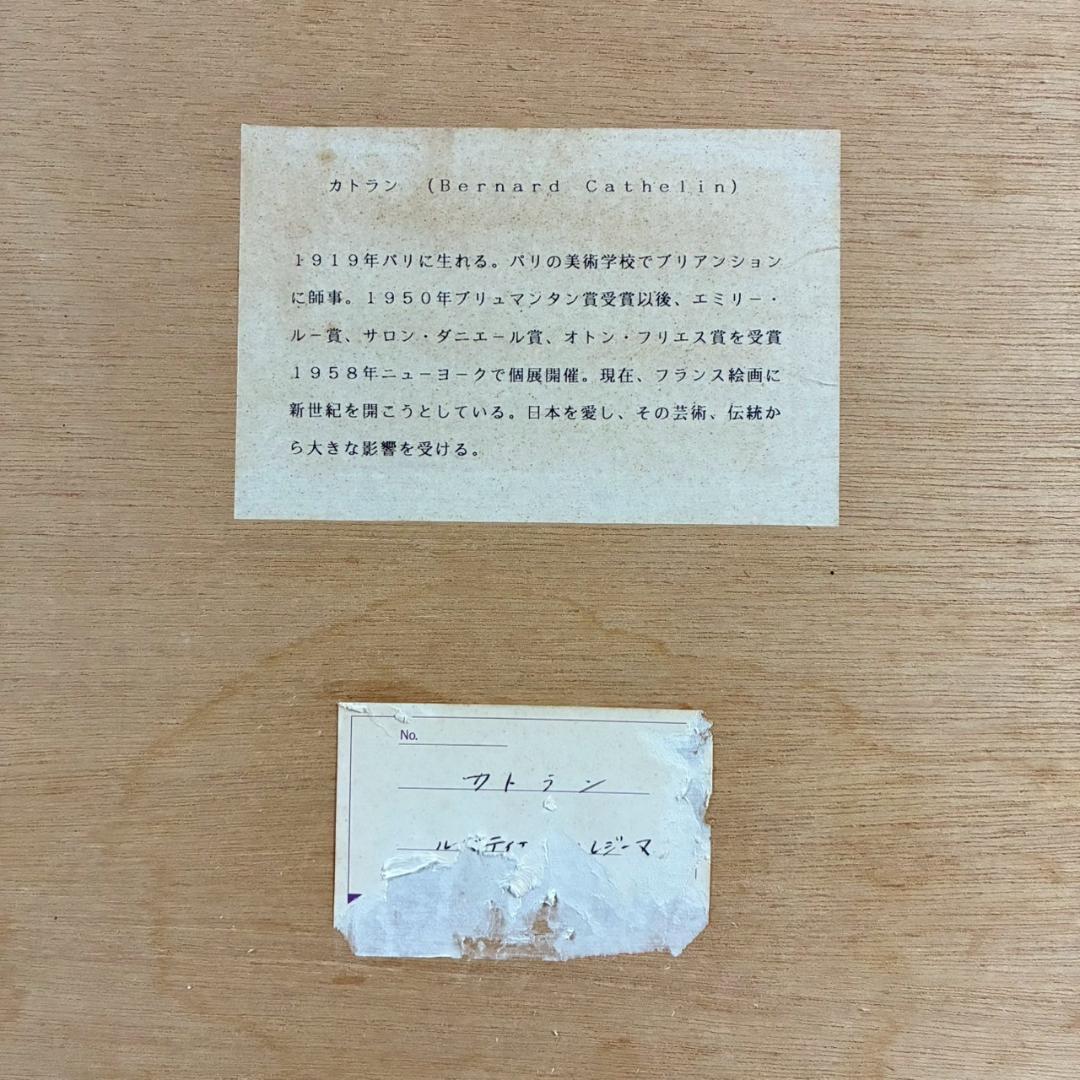 カトラン （Bernard Cathelin）
１９１９年パリに生れる。パリの美術学校でブリアンション
に師事。１９５０年ブリュマンタン賞受賞以後、エミリー・
ルー賞、サロン・ダニエール賞、オトン・フリエス賞を受賞
１９５８年ニューヨークで個展開催。現在、フランス絵画に
新世紀を開こうとしている。日本を愛し、その芸術、伝統か
ら大きな影響を受ける。
No.
カトラン
レジーマ